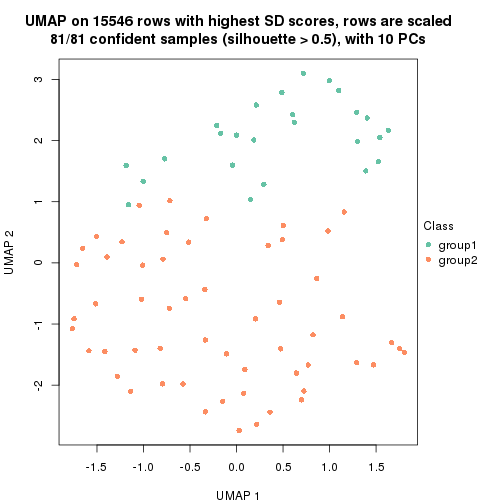 UMAP on 15546 rows with highest SD scores, rows are scaled
81/81 confident samples (silhouette > 0.5), with 10 PCs
3
2
1
0
-1
-2
UMAP 2
-1.5 -1.0 -0.5 0.0 0.5 1.0 1.5
UMAP 1
Class
group1
group2